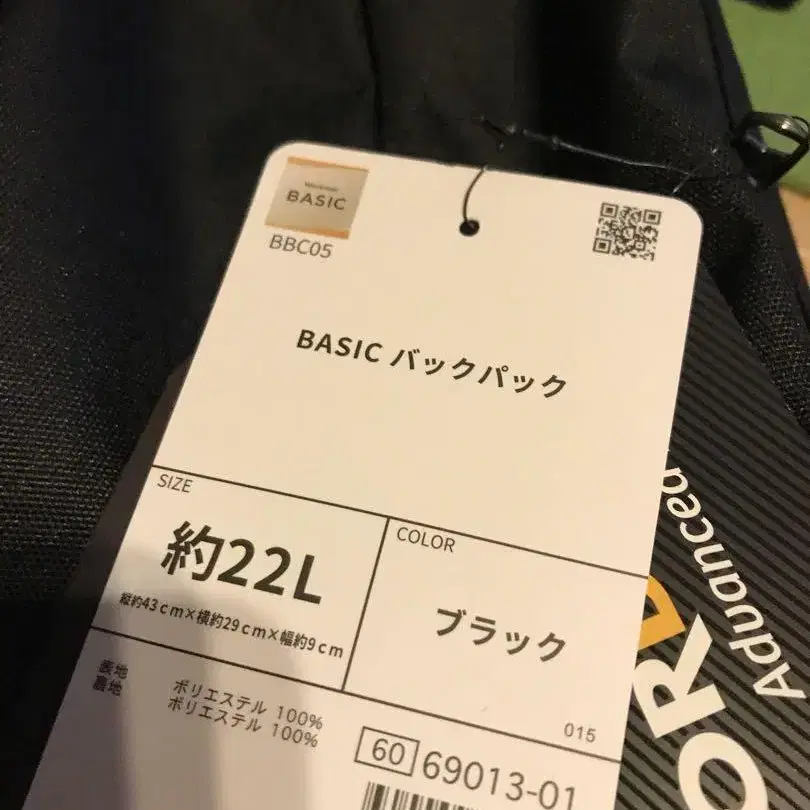 Workman
BASIC
BBC05
BASIC バックパック
SIZE
約22L
縦約43cm×横約29cm×幅約9cm
COLOR
ブラック
015
表地 ポリエステル 100%
裏地 ポリエステル 100%
60 69013-01
Advanced
OR